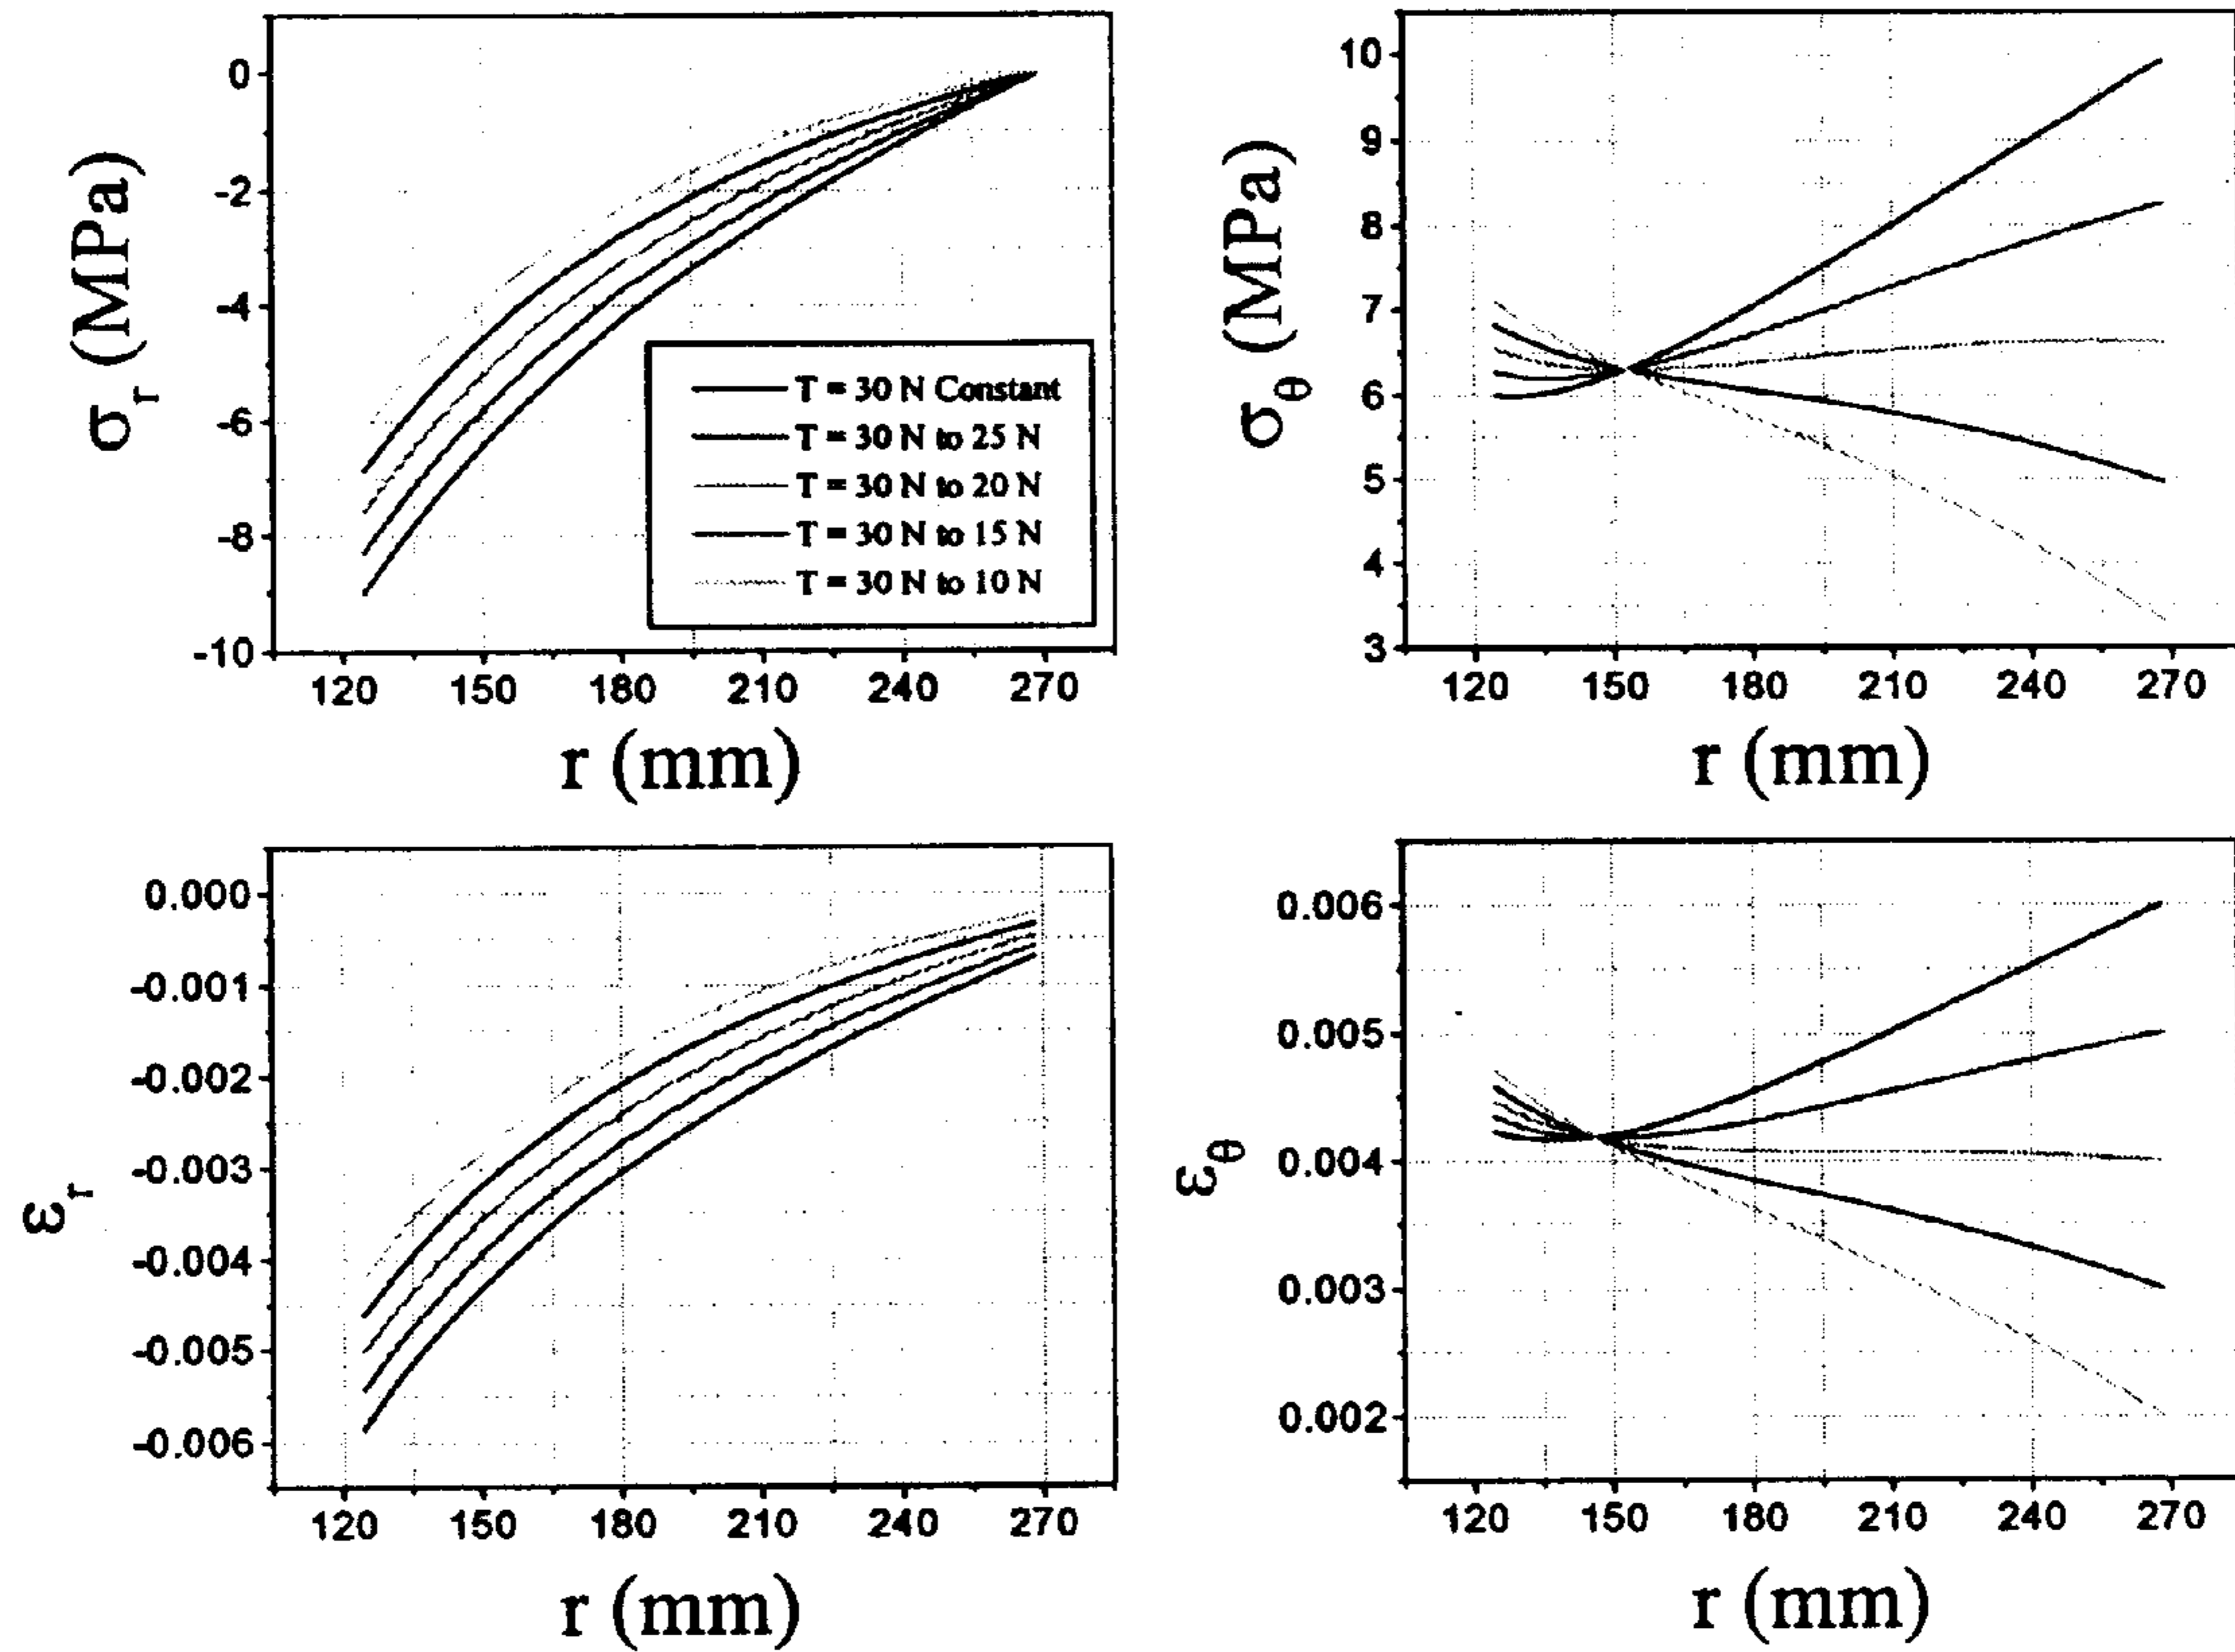 σr (MPa)
0
-2
-4
-6
-8
-10
120 150 180 210 240 270
r (mm)
T = 30 N Constant
T = 30 N to 25 N
T = 30 N to 20 N
T = 30 N to 15 N
T = 30 N to 10 N
σθ (MPa)
10
9
8
7
6
5
4
3
120 150 180 210 240 270
r (mm)
εr
0.000
-0.001
-0.002
-0.003
-0.004
-0.005
-0.006
120 150 180 210 240 270
r (mm)
εθ
0.006
0.005
0.004
0.003
0.002
120 150 180 210 240 270
r (mm)